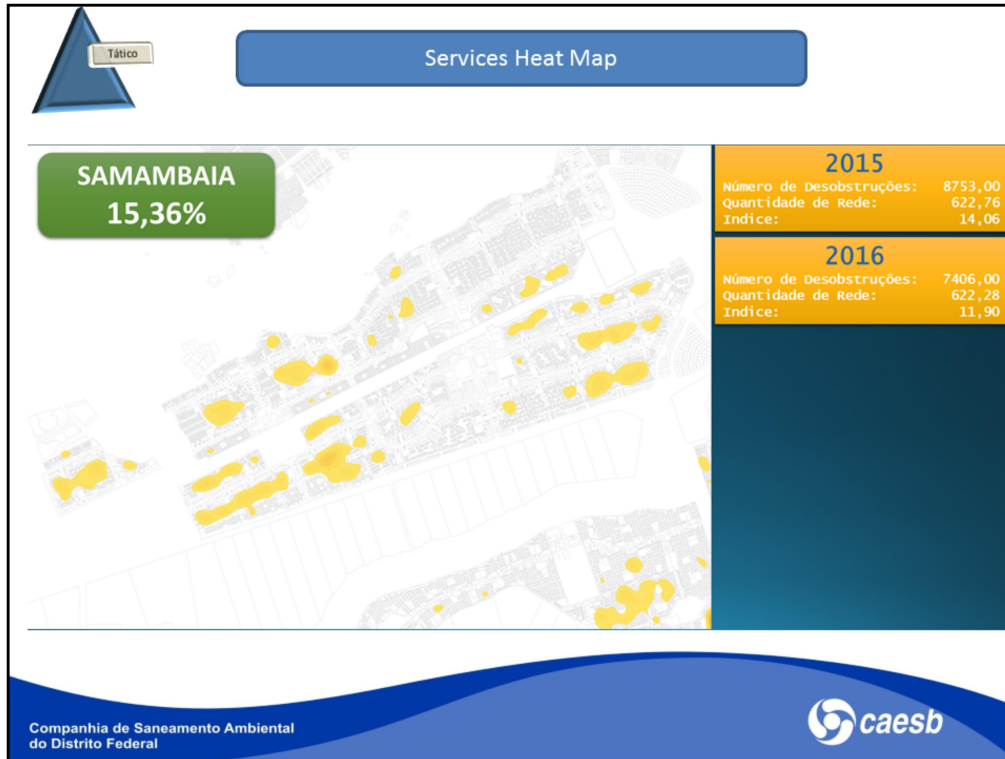 Tático
Services Heat Map
SAMAMBAIA
15,36%
2015
Número de Desobstruções: 8753,00
Quantidade de Rede: 622,76
Indice: 14,06
2016
Número de Desobstruções: 7406,00
Quantidade de Rede: 622,28
Indice: 11,90
Companhia de Saneamento Ambiental
do Distrito Federal
caesb